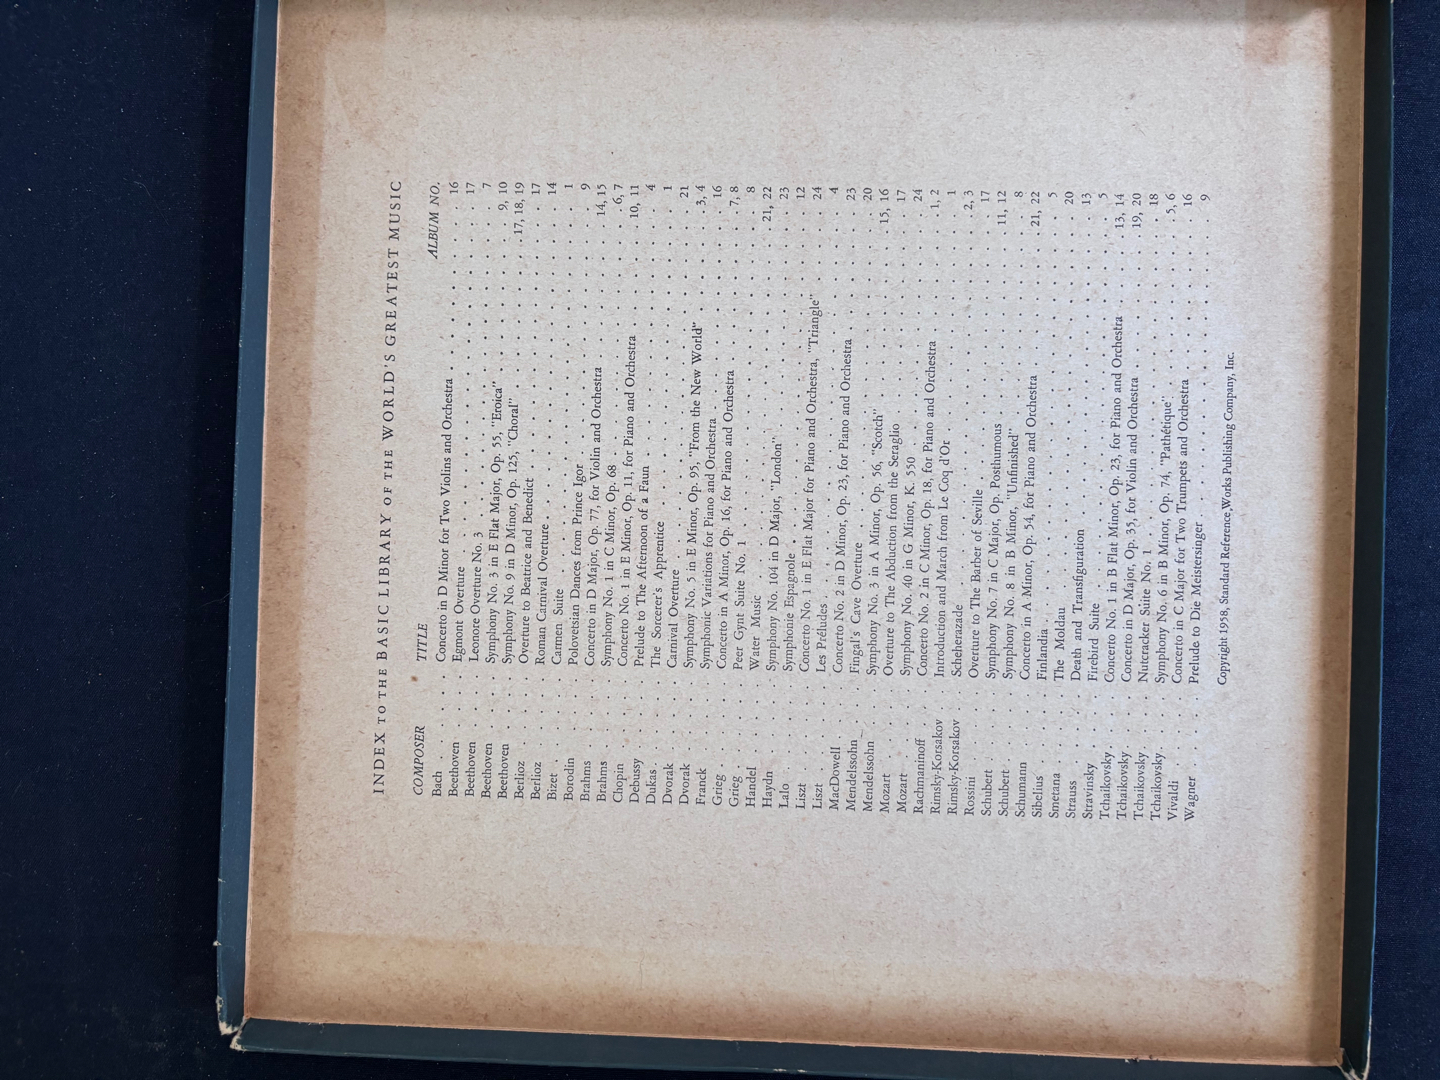 INDEX TO THE BASIC LIBRARY OF THE WORLD'S GREATEST MUSIC
COMPOSER TITLE ALBUM NO.
Bach . . . Concerto in D Minor for Two Violins and Orchestra . . . 16
Beethoven . . . Egmont Overture . . . 17
Beethoven . . . Leonore Overture No. 3 . . . 7
Beethoven . . . Symphony No. 3 in E Flat Major, Op. 55, "Eroica" . . . 9, 10
Beethoven . . . Symphony No. 9 in D Minor, Op. 125, "Choral" . . . 17, 18, 19
Berlioz . . . Overture to Beatrice and Benedict . . . 17
Berlioz . . . Roman Carnival Overture . . . 14
Bizet . . . Carmen Suite . . . 1
Borodin . . . Polovetsian Dances from Prince Igor . . . 9
Brahms . . . Concerto in D Major, Op. 77, for Violin and Orchestra . . . 14, 15
Brahms . . . Symphony No. 1 in C Minor, Op. 68 . . . 6, 7
Chopin . . . Concerto No. 1 in E Minor, Op. 11, for Piano and Orchestra . . . 10, 11
Debussy . . . Prelude to The Afternoon of a Faun . . . 4
Dukas . . . The Sorcerer's Apprentice . . . 1
Dvorak . . . Carnival Overture . . . 21
Dvorak . . . Symphony No. 5 in E Minor, Op. 95, "From the New World" . . . 3, 4
Franck . . . Symphonic Variations for Piano and Orchestra . . . 16
Grieg . . . Concerto in A Minor, Op. 16, for Piano and Orchestra . . . 7, 8
Grieg . . . Peer Gynt Suite No. 1 . . . 8
Handel . . . Water Music . . . 21, 22
Haydn . . . Symphony No. 104 in D Major, "London" . . . 23
Lalo . . . Symphonie Espagnole . . . 12
Liszt . . . Concerto No. 1 in E Flat Major for Piano and Orchestra, "Triangle" . . . 24
Liszt . . . Les Préludes . . . 4
MacDowell . . . Concerto No. 2 in D Minor, Op. 23, for Piano and Orchestra . . . 23
Mendelssohn . . . Fingal's Cave Overture . . . 20
Mendelssohn . . . Symphony No. 3 in A Minor, Op. 56, "Scotch" . . . 15, 16
Mozart . . . Overture to The Abduction from the Seraglio . . . 17
Mozart . . . Symphony No. 40 in G Minor, K. 550 . . . 24
Rachmaninoff . . . Concerto No. 2 in C Minor, Op. 18, for Piano and Orchestra . . . 1, 2
Rimsky-Korsakov . . . Introduction and March from Le Coq d'Or . . . 1
Rimsky-Korsakov . . . Scheherazade . . . 2, 3
Rossini . . . Overture to The Barber of Seville . . . 17
Schubert . . . Symphony No. 7 in C Major, Op. Posthumous . . . 11, 12
Schubert . . . Symphony No. 8 in B Minor, "Unfinished" . . . 8
Schumann . . . Concerto in A Minor, Op. 54, for Piano and Orchestra . . . 21, 22
Sibelius . . . Finlandia . . . 5
Smetana . . . The Moldau . . . 20
Strauss . . . Death and Transfiguration . . . 13
Stravinsky . . . Firebird Suite . . . 5
Tchaikovsky . . . Concerto No. 1 in B Flat Minor, Op. 23, for Piano and Orchestra . . . 13, 14
Tchaikovsky . . . Concerto in D Major, Op. 35, for Violin and Orchestra . . . 19, 20
Tchaikovsky . . . Nutcracker Suite No. 1 . . . 18
Tchaikovsky . . . Symphony No. 6 in B Minor, Op. 74, "Pathétique" . . . 5, 6
Vivaldi . . . Concerto in C Major for Two Trumpets and Orchestra . . . 16
Wagner . . . Prelude to Die Meistersinger . . . 9
Copyright 1958, Standard Reference Works Publishing Company, Inc.